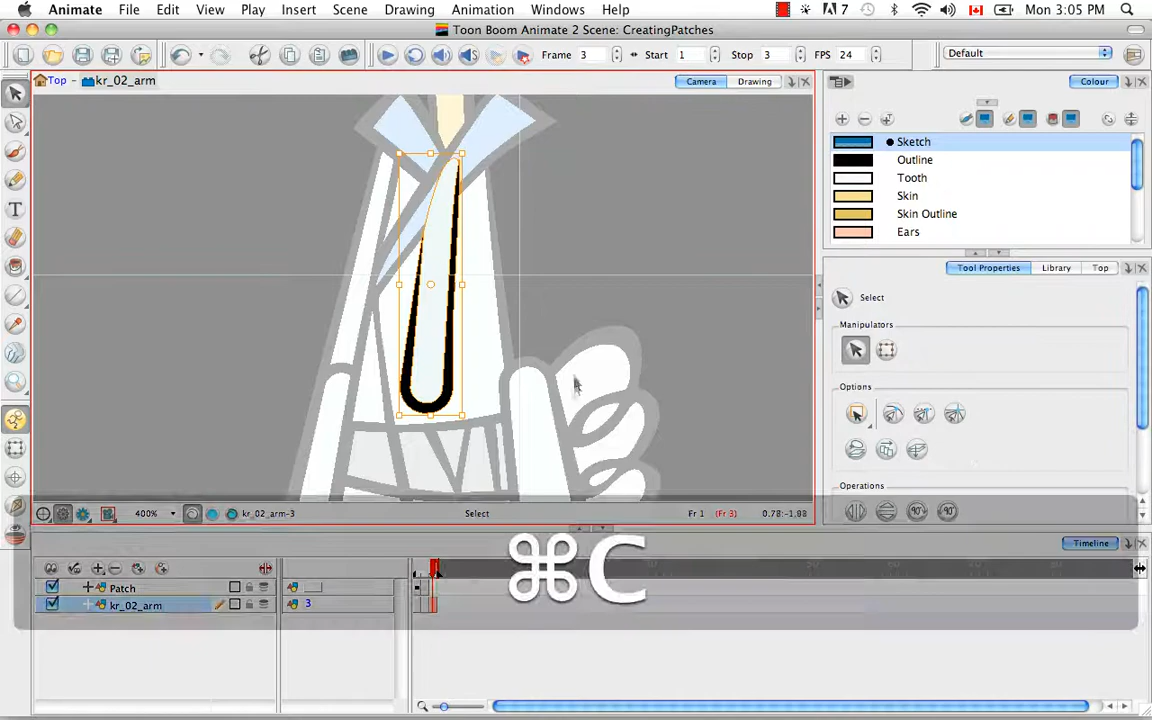 Animate File Edit View Play Insert Scene Drawing Animation Windows Help 7 Mon 3:05 PM
Toon Boom Animate 2 Scene: CreatingPatches
Frame 3 Start 1 Stop 3 FPS 24 Default
Top - kr_02_arm Camera Drawing Colour
Sketch
Outline
Tooth
Skin
Skin Outline
Ears
Tool Properties Library Top
Select
Manipulators
Options
Operations
400% kr_02_arm-3 Select Fr 1 (Fr 3) 0.78:-1.98
Timeline
⌘C
Patch
kr_02_arm 3